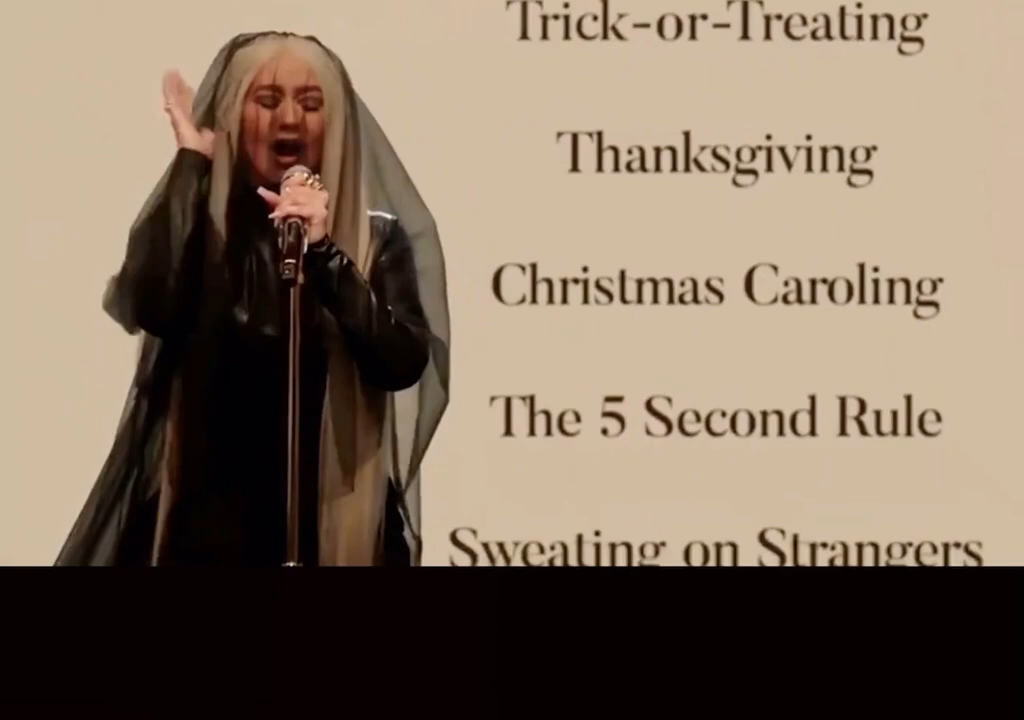 Trick-or-Treating
Thanksgiving
Christmas Caroling
The 5 Second Rule
Sweating on Strangers